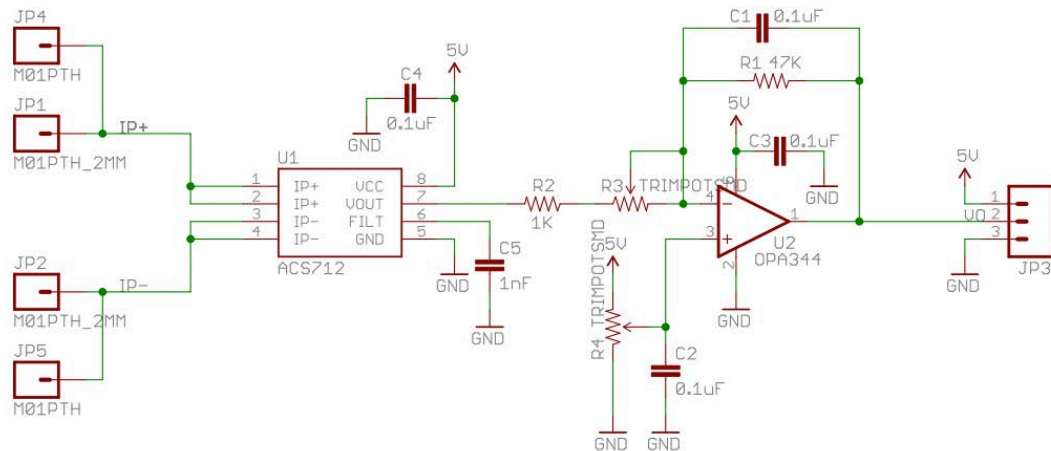 JP4
M01PTH
JP1
IP+
M01PTH_2MM
JP2
IP-
M01PTH_2MM
JP5
M01PTH
5V
C4
0.1uF
GND
U1
1 IP+ VCC 8
2 IP+ VOUT 7
3 IP- FILT 6
4 IP- GND 5
ACS712
GND
C5
1nF
GND
R2
1K
R3 TRIMPOTSMD
C1 0.1uF
R1 47K
5V
C3 0.1uF
GND
4
3
1
2
U2
OPA344
GND
5V
R4 TRIMPOTSMD
GND
C2
0.1uF
GND
5V
VO
1
2
3
GND
JP3